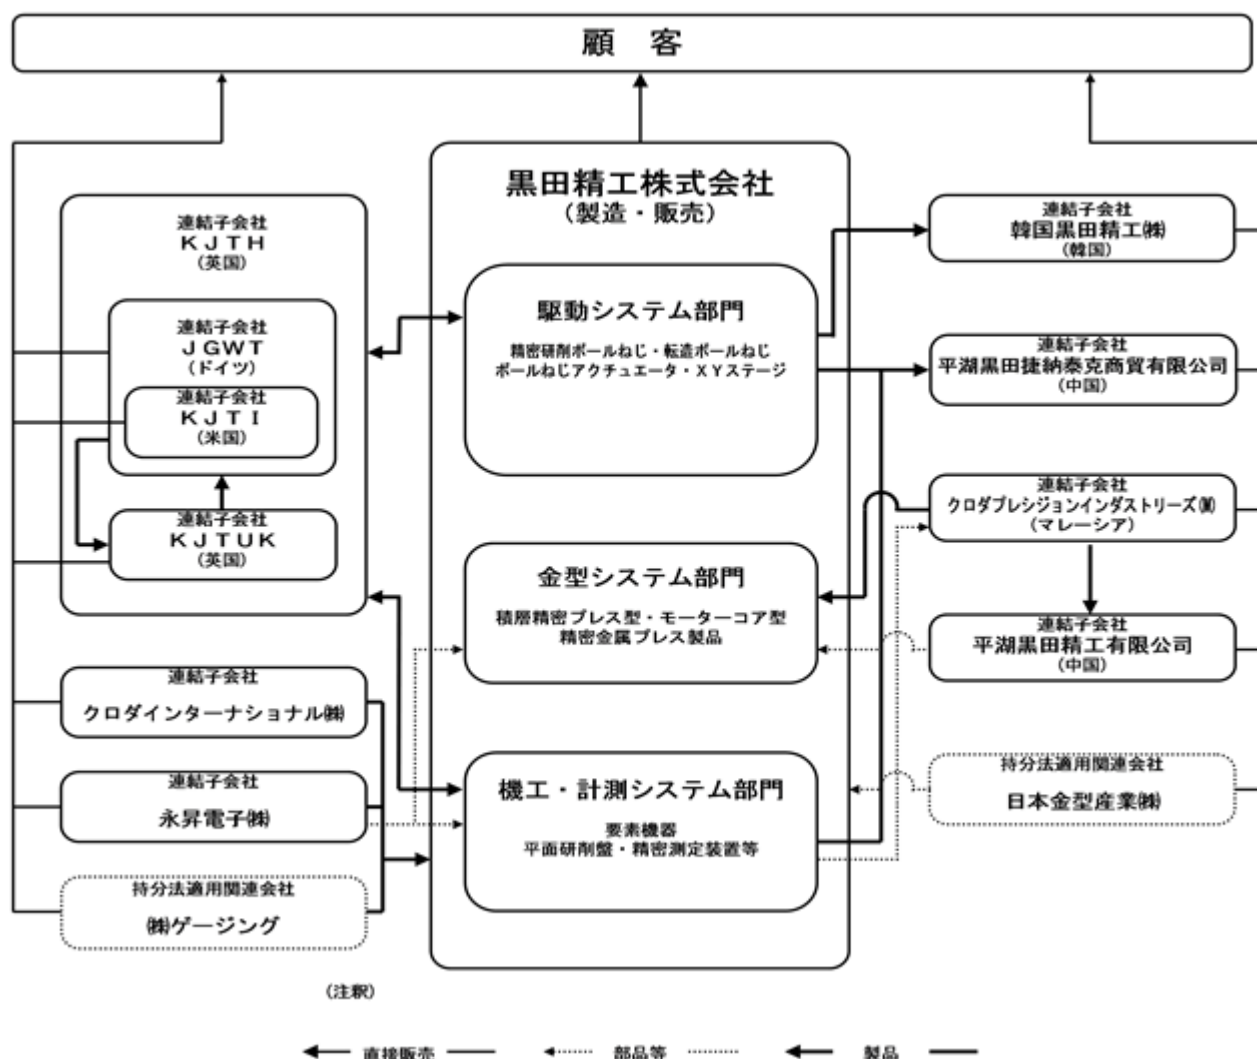 顧 客
黒田精工株式会社
(製造・販売)
連結子会社
KJTH
(英国)
連結子会社
JGWT
(ドイツ)
連結子会社
KJTI
(米国)
連結子会社
KJTUK
(英国)
連結子会社
クロダインターナショナル㈱
連結子会社
永昇電子㈱
持分法適用関連会社
㈱ゲージング
駆動システム部門
精密研削ボールねじ・転造ボールねじ
ボールねじアクチュエータ・XYステージ
金型システム部門
積層精密プレス型・モーターコア型
精密金属プレス製品
機工・計測システム部門
要素機器
平面研削盤・精密測定装置等
連結子会社
韓国黒田精工㈱
(韓国)
連結子会社
平湖黒田捷納泰克商貿有限公司
(中国)
連結子会社
クロダプレシジョンインダストリーズ
(マレーシア)
連結子会社
平湖黒田精工有限公司
(中国)
持分法適用関連会社
日本金型産業㈱
(注釈)
直接販売
部品等
製品